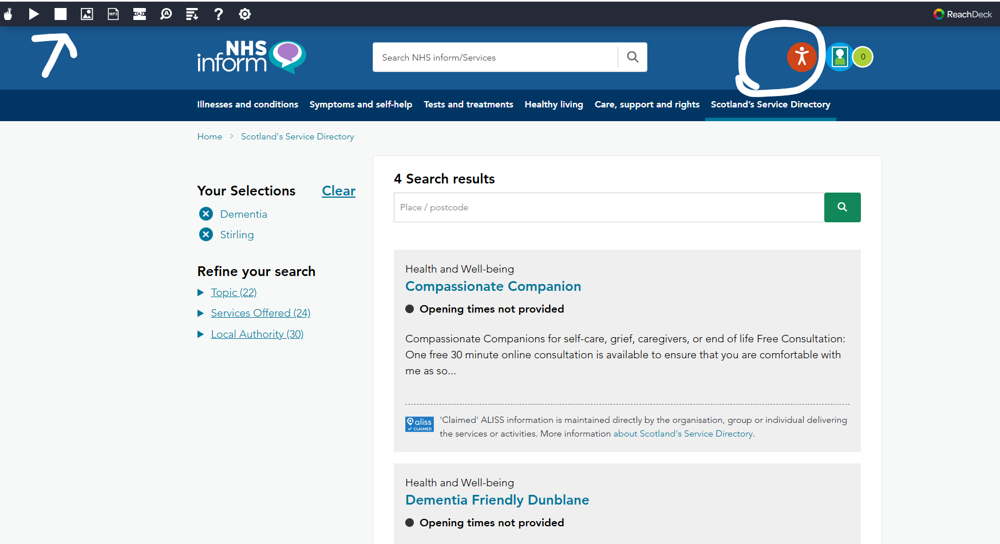 MP3
ReachDeck
NHS
inform
Search NHS inform/Services
0
Illnesses and conditions Symptoms and self-help Tests and treatments Healthy living Care, support and rights Scotland's Service Directory
Home > Scotland's Service Directory
Your Selections Clear
Dementia
Stirling
Refine your search
Topic (22)
Services Offered (24)
Local Authority (30)
4 Search results
Place / postcode
Health and Well-being
Compassionate Companion
Opening times not provided
Compassionate Companions for self-care, grief, caregivers, or end of life Free Consultation:
One free 30 minute online consultation is available to ensure that you are comfortable with
me as so...
aliss
CLAIMED
'Claimed' ALISS information is maintained directly by the organisation, group or individual delivering
the services or activities. More information about Scotland's Service Directory.
Health and Well-being
Dementia Friendly Dunblane
Opening times not provided